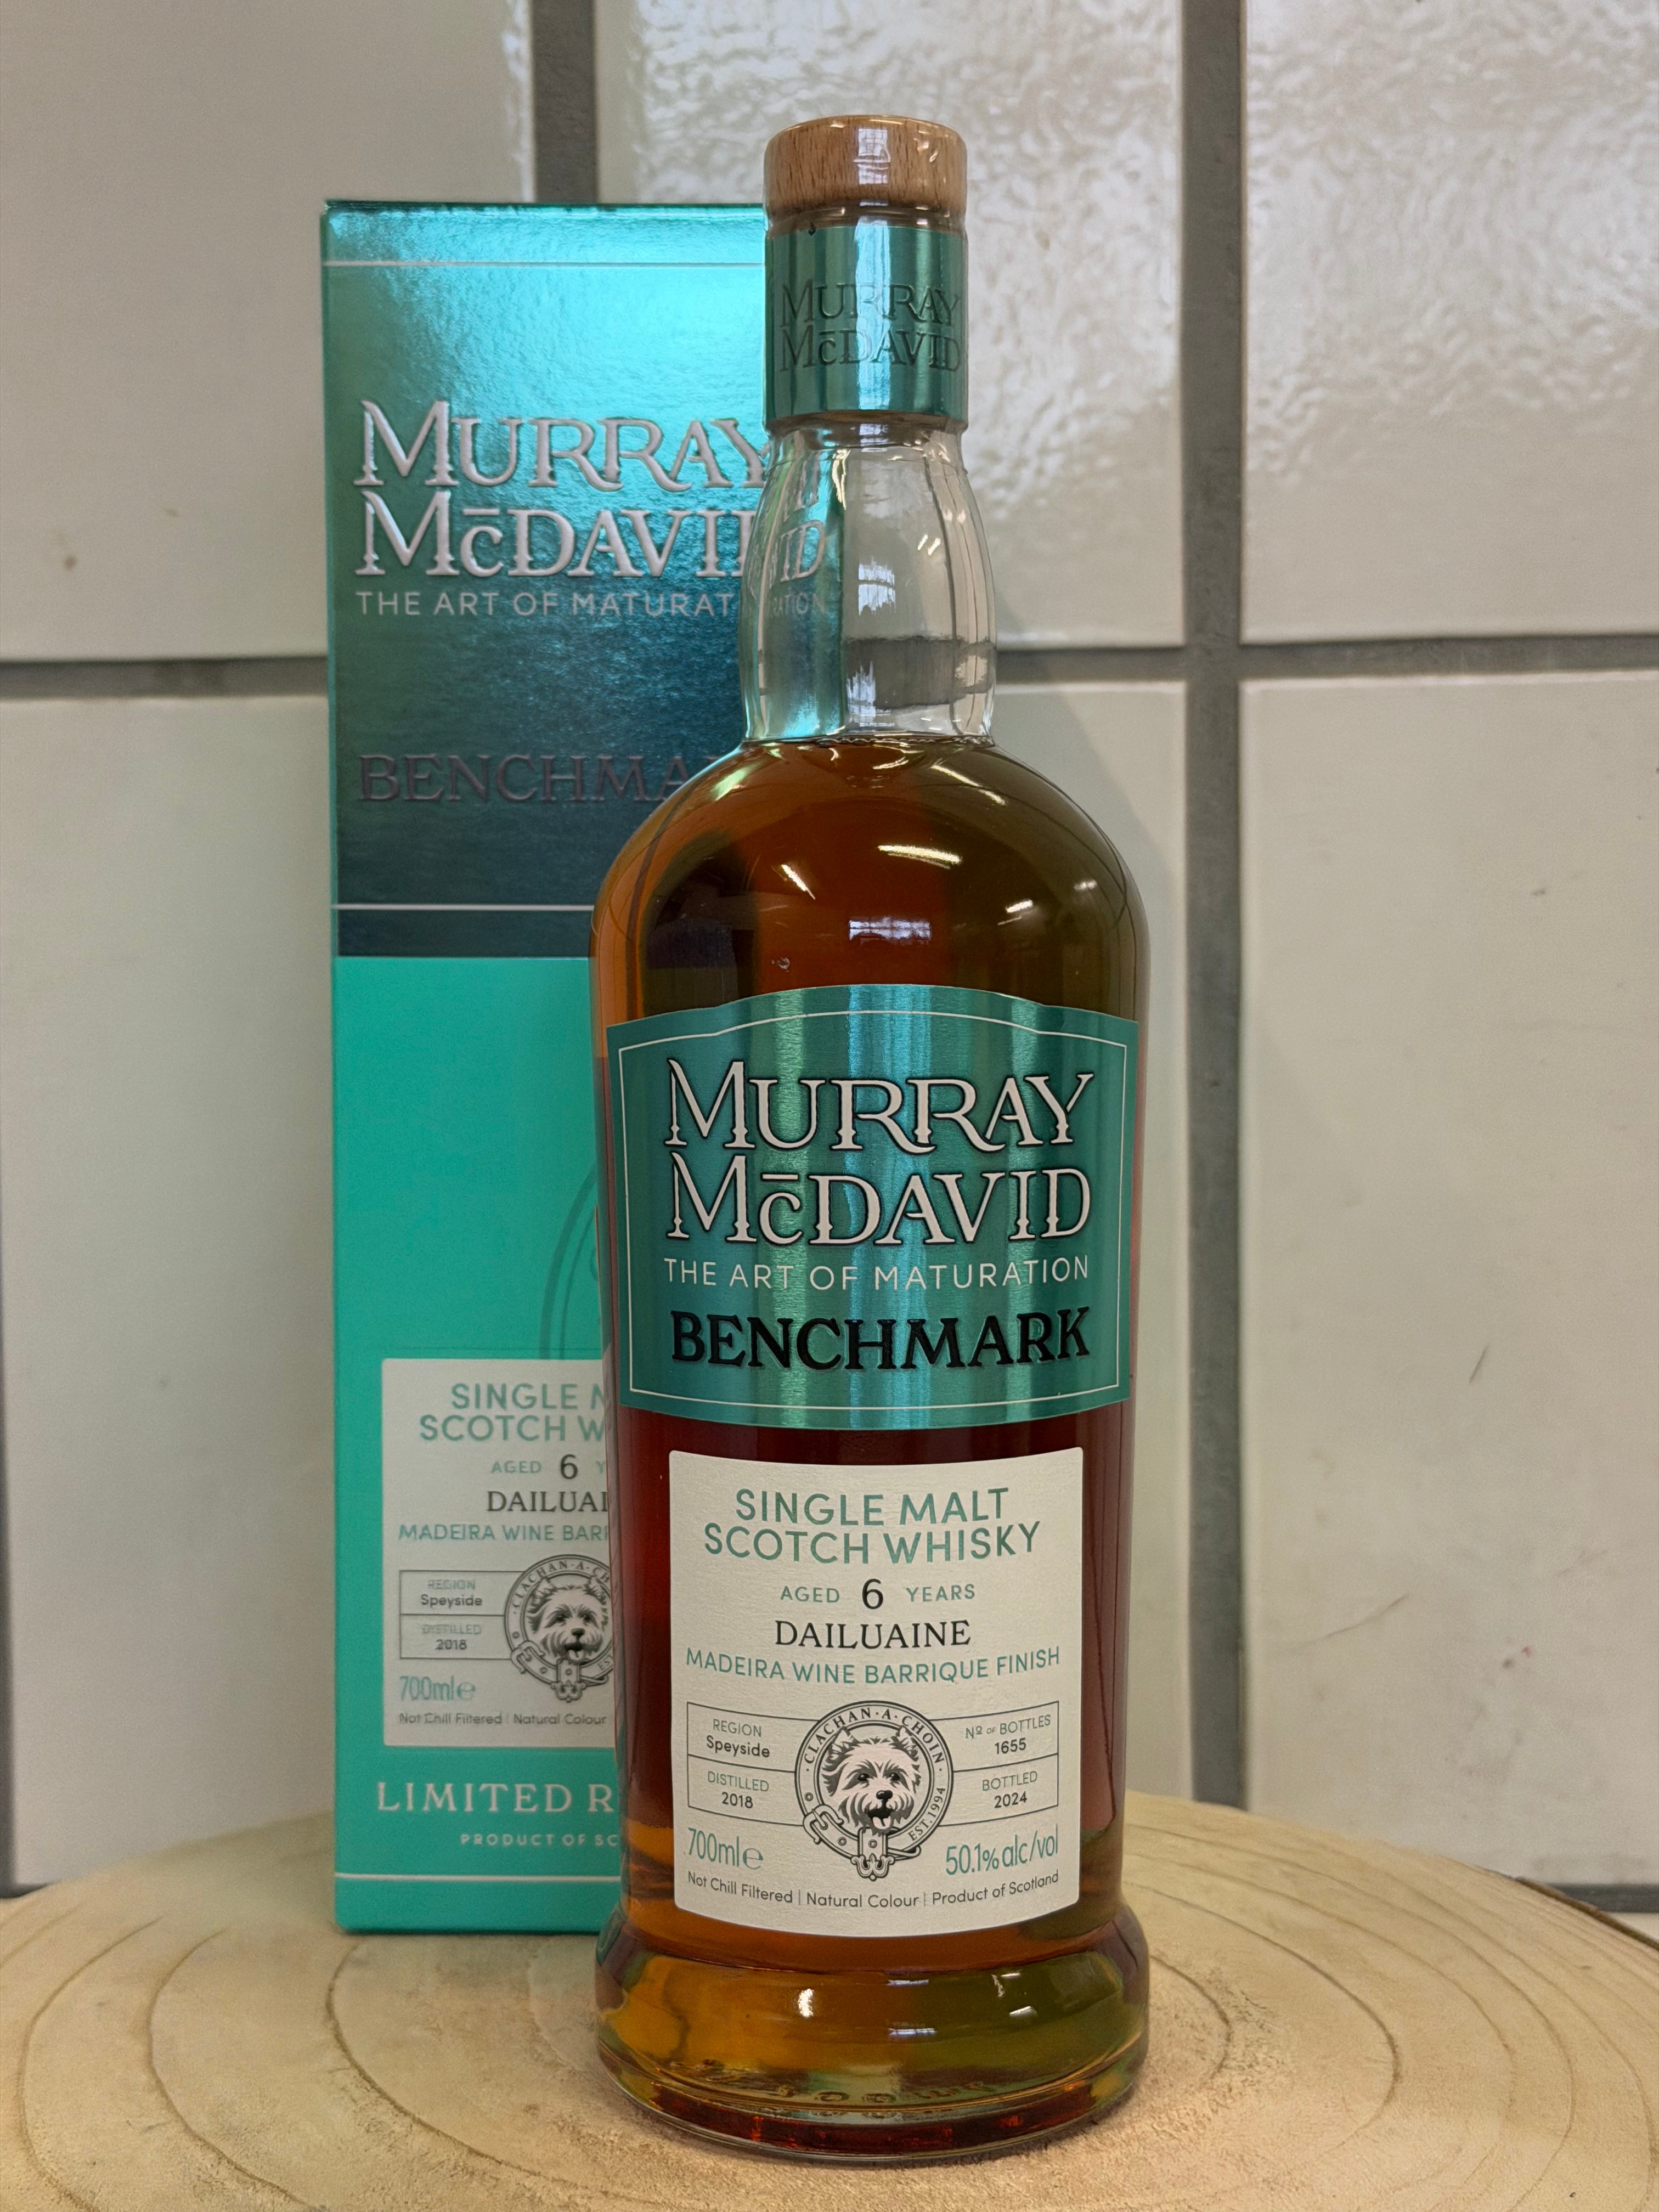 MURRAY
McDAVID
MURRAY
McDAVID
THE ART OF MATURAT
BENCHMA
SINGLE M
SCOTCH W
AGED 6 Y
DAILUAI
MADEIRA WINE BARR
REGION
Speyside
DISTILLED
2018
CLACHAN·A·CHO
700ml e
Not Chill Filtered | Natural Colour
LIMITED R
PRODUCT OF SC
MURRAY
McDAVID
THE ART OF MATURATION
BENCHMARK
SINGLE MALT
SCOTCH WHISKY
AGED 6 YEARS
DAILUAINE
MADEIRA WINE BARRIQUE FINISH
REGION
Speyside
DISTILLED
2018
CLACHAN·A·CHOIN
EST.1994
Nº OF BOTTLES
1655
BOTTLED
2024
700ml e
50.1% alc/vol
Not Chill Filtered | Natural Colour | Product of Scotland